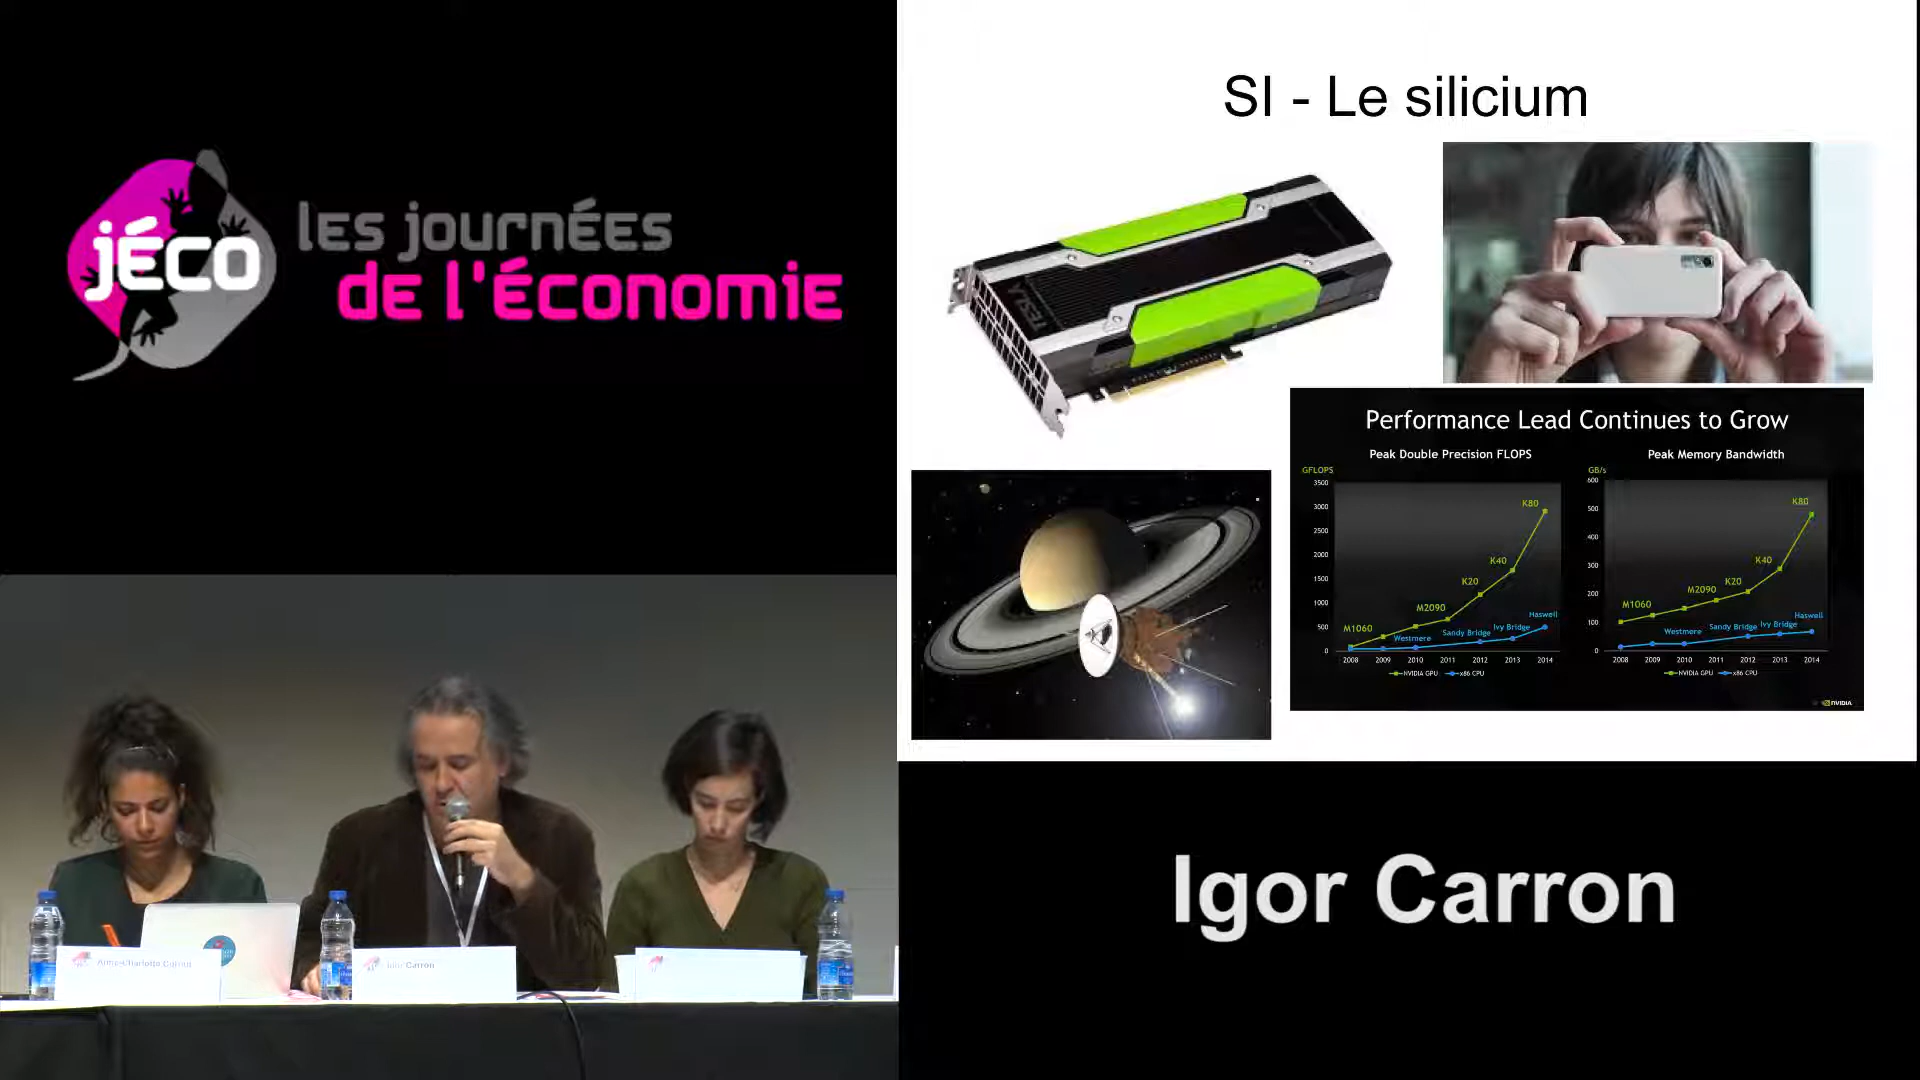 jéco
les journées
de l'économie
SI - Le silicium
TESLA
Performance Lead Continues to Grow
Peak Double Precision FLOPS
GFLOPS
3500
3000
2500
2000
1500
1000
500
0
M1060
M2090
K20
K40
K80
Westmere
Sandy Bridge
Ivy Bridge
Haswell
2008 2009 2010 2011 2012 2013 2014
NVIDIA GPU x86 CPU
Peak Memory Bandwidth
GB/s
600
500
400
300
200
100
0
M1060
M2090
K20
K40
K80
Westmere
Sandy Bridge
Ivy Bridge
Haswell
2008 2009 2010 2011 2012 2013 2014
NVIDIA GPU x86 CPU
NVIDIA
Igor Carron
Igor Carron